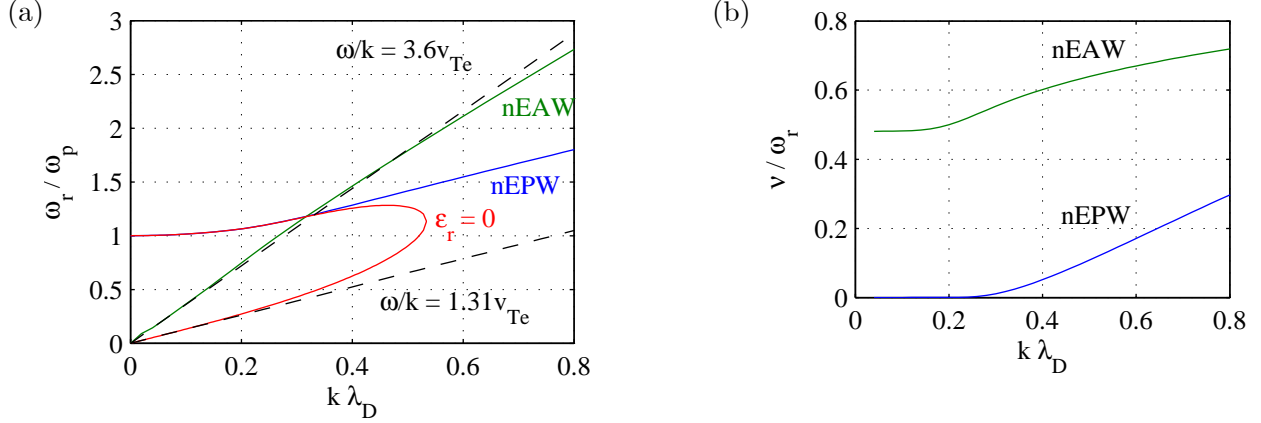 (a)
3
2.5
2
1.5
1
0.5
0
ω_r / ω_p
ω/k = 3.6v_Te
nEAW
nEPW
ε_r = 0
ω/k = 1.31v_Te
0 0.2 0.4 0.6 0.8
k λ_D
(b)
0.8
0.6
0.4
0.2
0
ν / ω_r
nEAW
nEPW
0 0.2 0.4 0.6 0.8
k λ_D